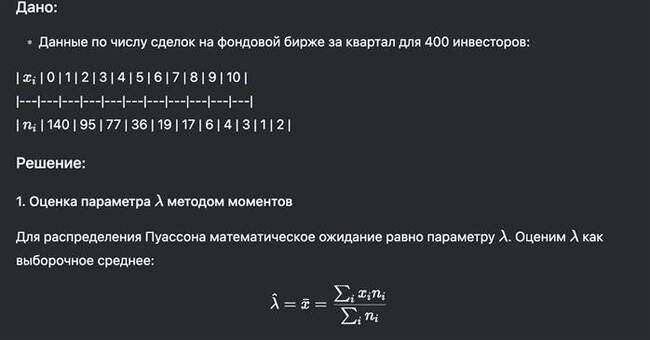 Дано:
• Данные по числу сделок на фондовой бирже за квартал для 400 инвесторов:
| xᵢ | 0 | 1 | 2 | 3 | 4 | 5 | 6 | 7 | 8 | 9 | 10 |
|---|---|---|---|---|---|---|---|---|---|---|---|
| nᵢ | 140 | 95 | 77 | 36 | 19 | 17 | 6 | 4 | 3 | 1 | 2 |
Решение:
1. Оценка параметра λ методом моментов
Для распределения Пуассона математическое ожидание равно параметру λ. Оценим λ как
выборочное среднее:
λ̂ = x̄ = ∑ᵢ xᵢnᵢ / ∑ᵢ nᵢ